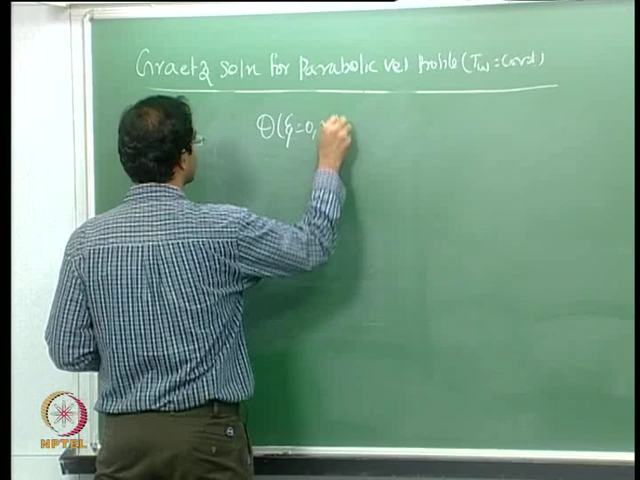 Graetz soln for parabolic vel profile (Tw = Const)
θ(ξ=0,
NPTEL